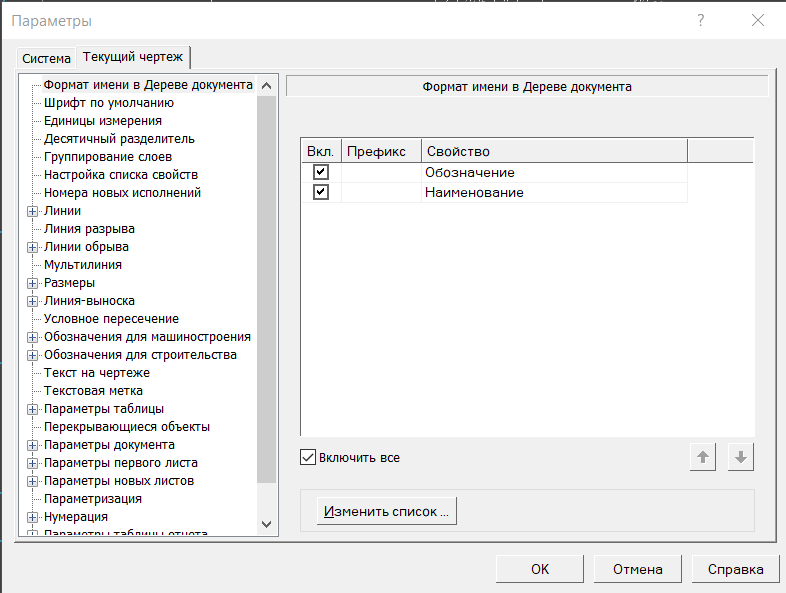 Параметры
?
Система
Текущий чертеж
Формат имени в Дереве документа
Шрифт по умолчанию
Единицы измерения
Десятичный разделитель
Группирование слоев
Настройка списка свойств
Номера новых исполнений
Линии
Линия разрыва
Линии обрыва
Мультилиния
Размеры
Линия-выноска
Условное пересечение
Обозначения для машиностроения
Обозначения для строительства
Текст на чертеже
Текстовая метка
Параметры таблицы
Перекрывающиеся объекты
Параметры документа
Параметры первого листа
Параметры новых листов
Параметризация
Нумерация
Параметры таблицы отчета
Формат имени в Дереве документа
Вкл. Префикс Свойство
Обозначение
Наименование
Включить все
Изменить список ...
OK Отмена Справка